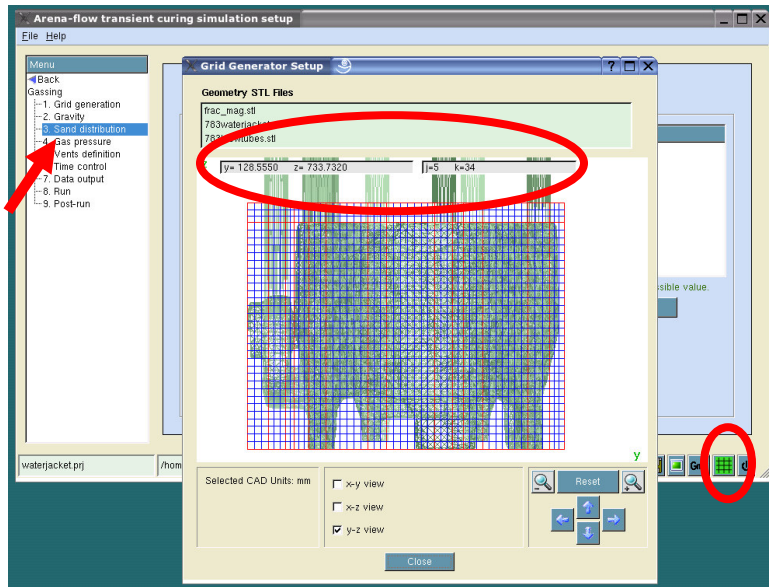 Arena-flow transient curing simulation setup
File Help
Menu
Back
Gassing
1. Grid generation
2. Gravity
3. Sand distribution
4. Gas pressure
Vents definition
Time control
7. Data output
8. Run
9. Post-run
waterjacket.prj
/hom
Grid Generator Setup
Geometry STL Files
frac_mag.stl
783waterjacket
tubes.stl
y= 128.5550 z= 733.7320 j=5 k=34
y
Selected CAD Units: mm
x-y view
x-z view
y-z view
Reset
Close
sible value.